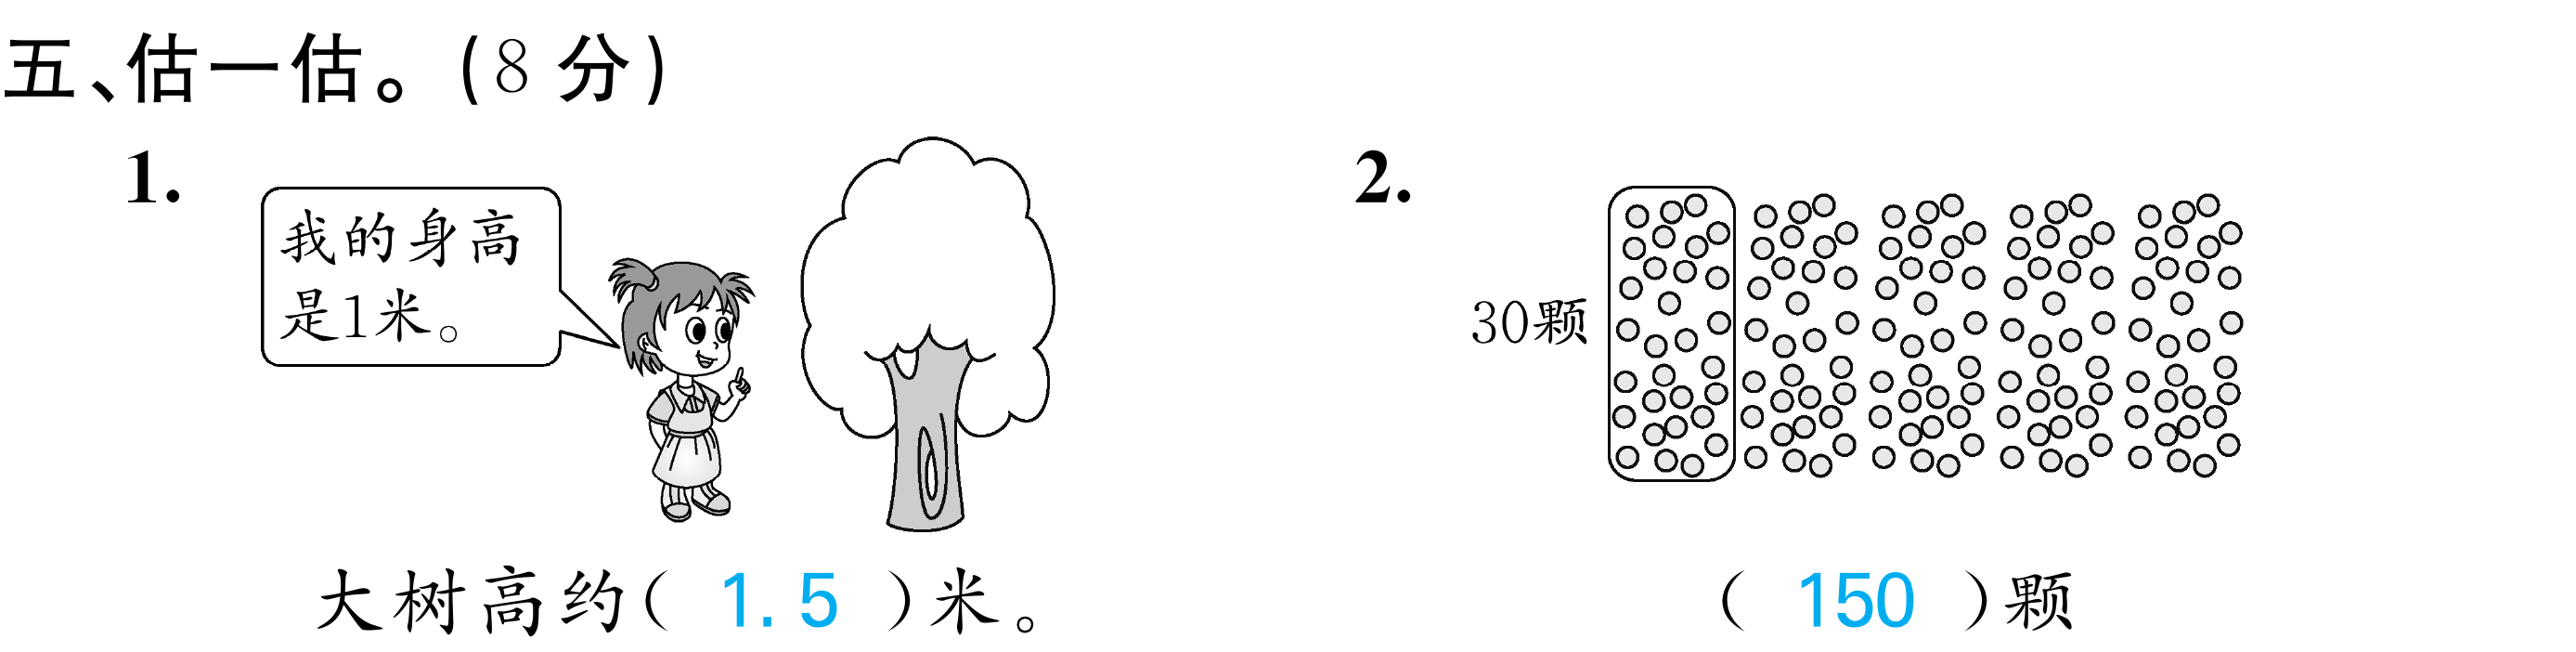 五、估一估。(8 分)
1.
我的身高
是1米。
大树高约( 1.5 )米。
2.
30颗
( 150 )颗